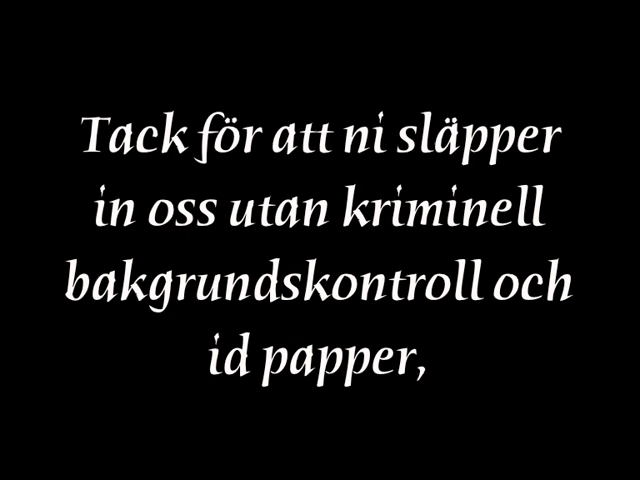 Tack för att ni släpper
in oss utan kriminell
bakgrundskontroll och
id papper,